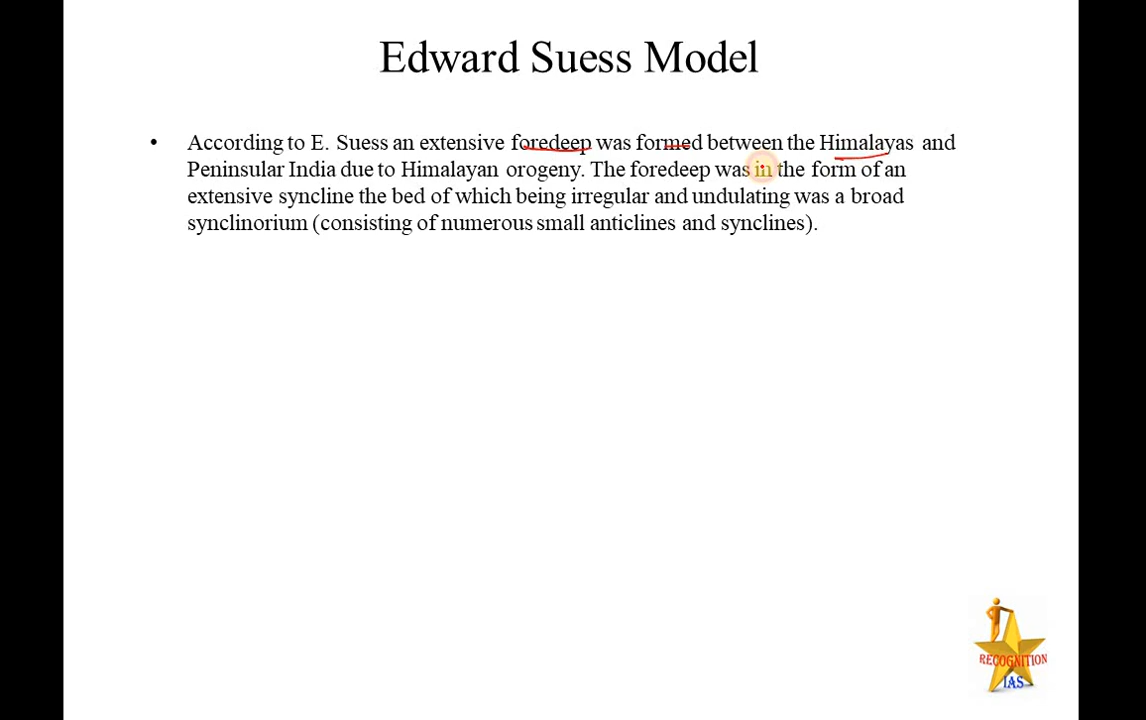 Edward Suess Model
• According to E. Suess an extensive foredeep was formed between the Himalayas and
Peninsular India due to Himalayan orogeny. The foredeep was in the form of an
extensive syncline the bed of which being irregular and undulating was a broad
synclinorium (consisting of numerous small anticlines and synclines).
RECOGNITION
IAS